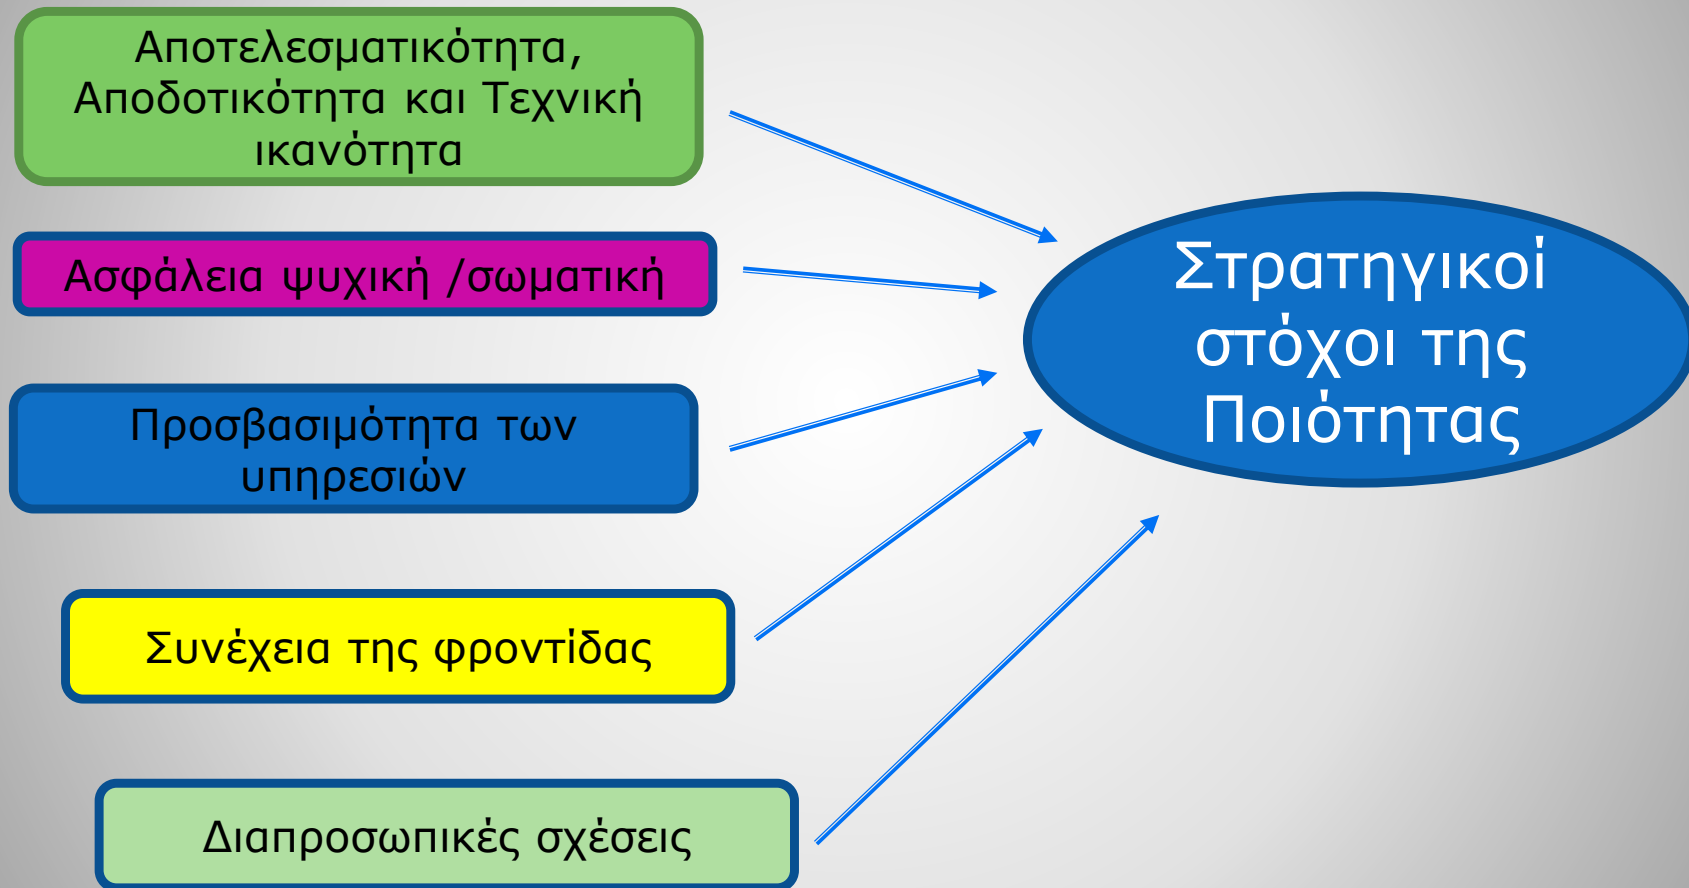 Αποτελεσματικότητα,
Αποδοτικότητα και Τεχνική
ικανότητα
Ασφάλεια ψυχική /σωματική
Προσβασιμότητα των
υπηρεσιών
Συνέχεια της φροντίδας
Διαπροσωπικές σχέσεις
Στρατηγικοί
στόχοι της
Ποιότητας